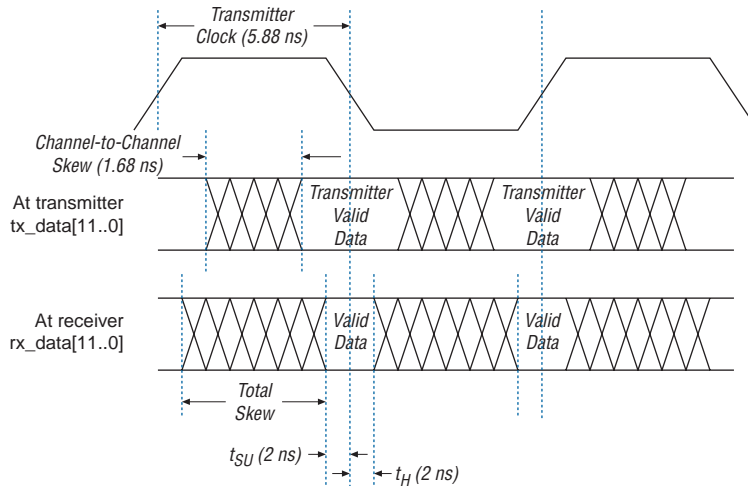 Transmitter
Clock (5.88 ns)
Channel-to-Channel
Skew (1.68 ns)
At transmitter
tx_data[11..0]
Transmitter
Valid
Data
Transmitter
Valid
Data
At receiver
rx_data[11..0]
Valid
Data
Valid
Data
Total
Skew
tSU (2 ns)
tH (2 ns)